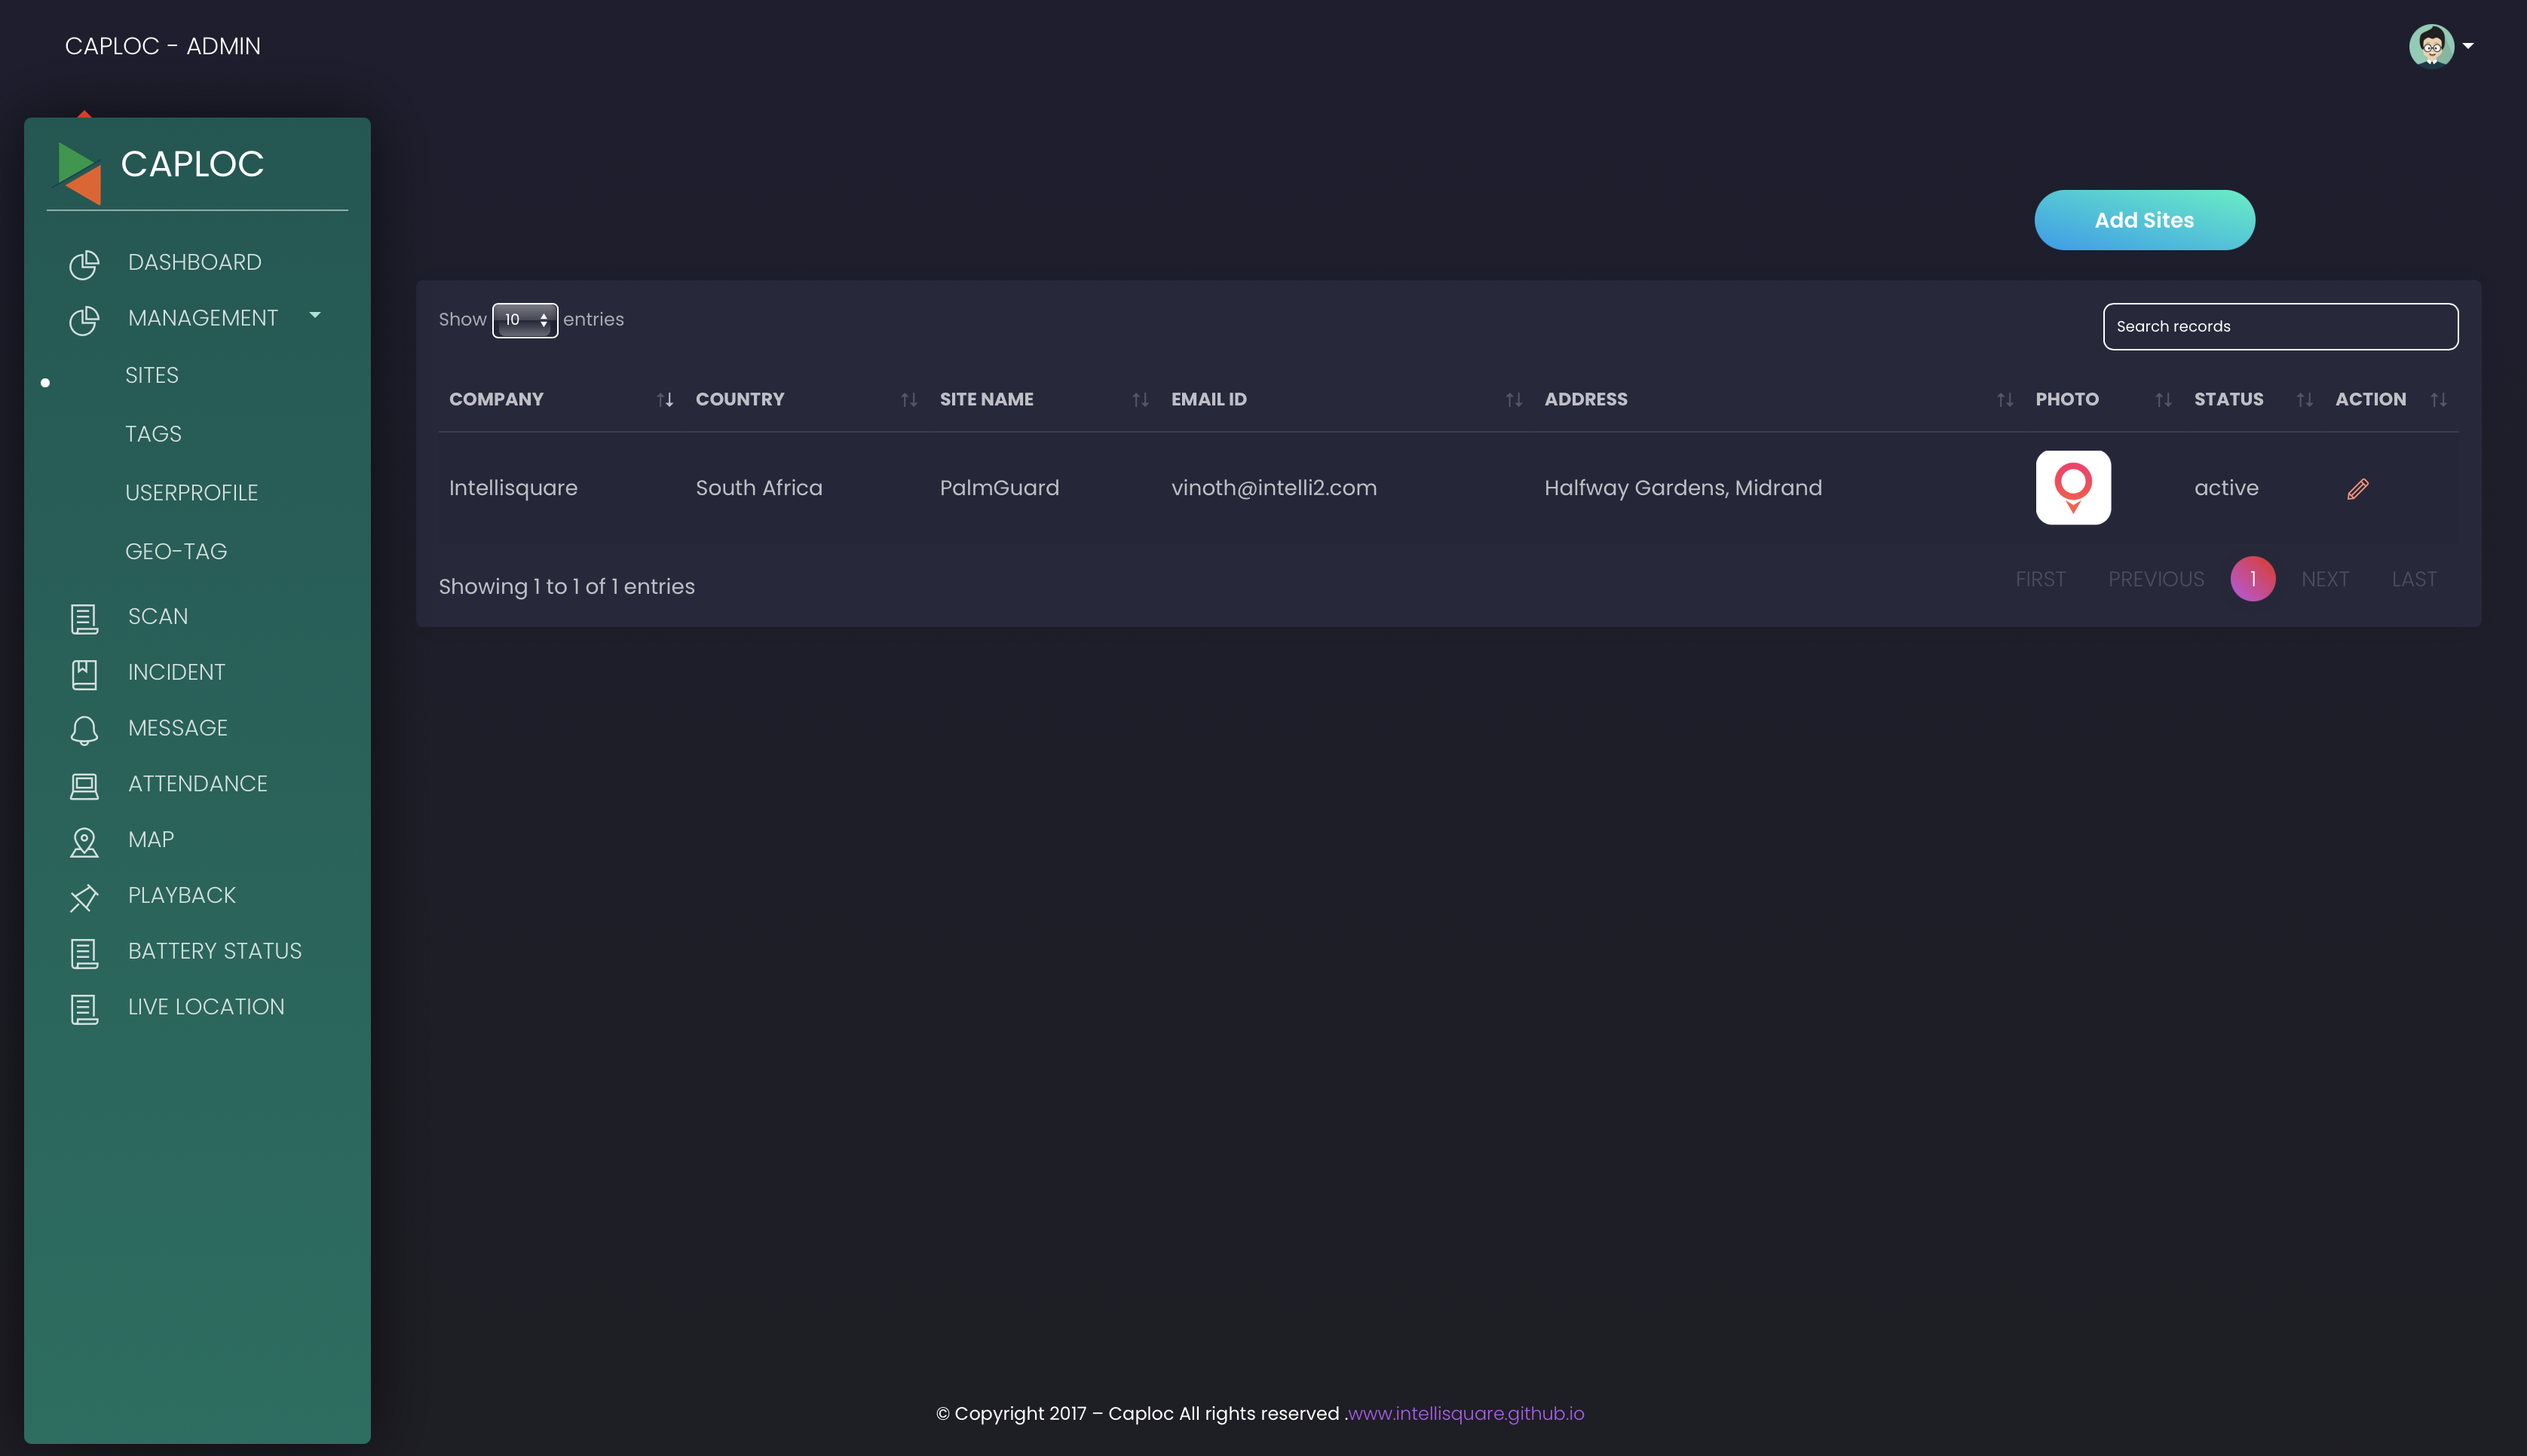 CAPLOC - ADMIN
CAPLOC
DASHBOARD
MANAGEMENT
SITES
TAGS
USERPROFILE
GEO-TAG
SCAN
INCIDENT
MESSAGE
ATTENDANCE
MAP
PLAYBACK
BATTERY STATUS
LIVE LOCATION
Add Sites
Show 10 entries
Search records
COMPANY COUNTRY SITE NAME EMAIL ID ADDRESS PHOTO STATUS ACTION
Intellisquare South Africa PalmGuard vinoth@intelli2.com Halfway Gardens, Midrand active
Showing 1 to 1 of 1 entries
FIRST PREVIOUS 1 NEXT LAST
© Copyright 2017 – Caploc All rights reserved .www.intellisquare.github.io